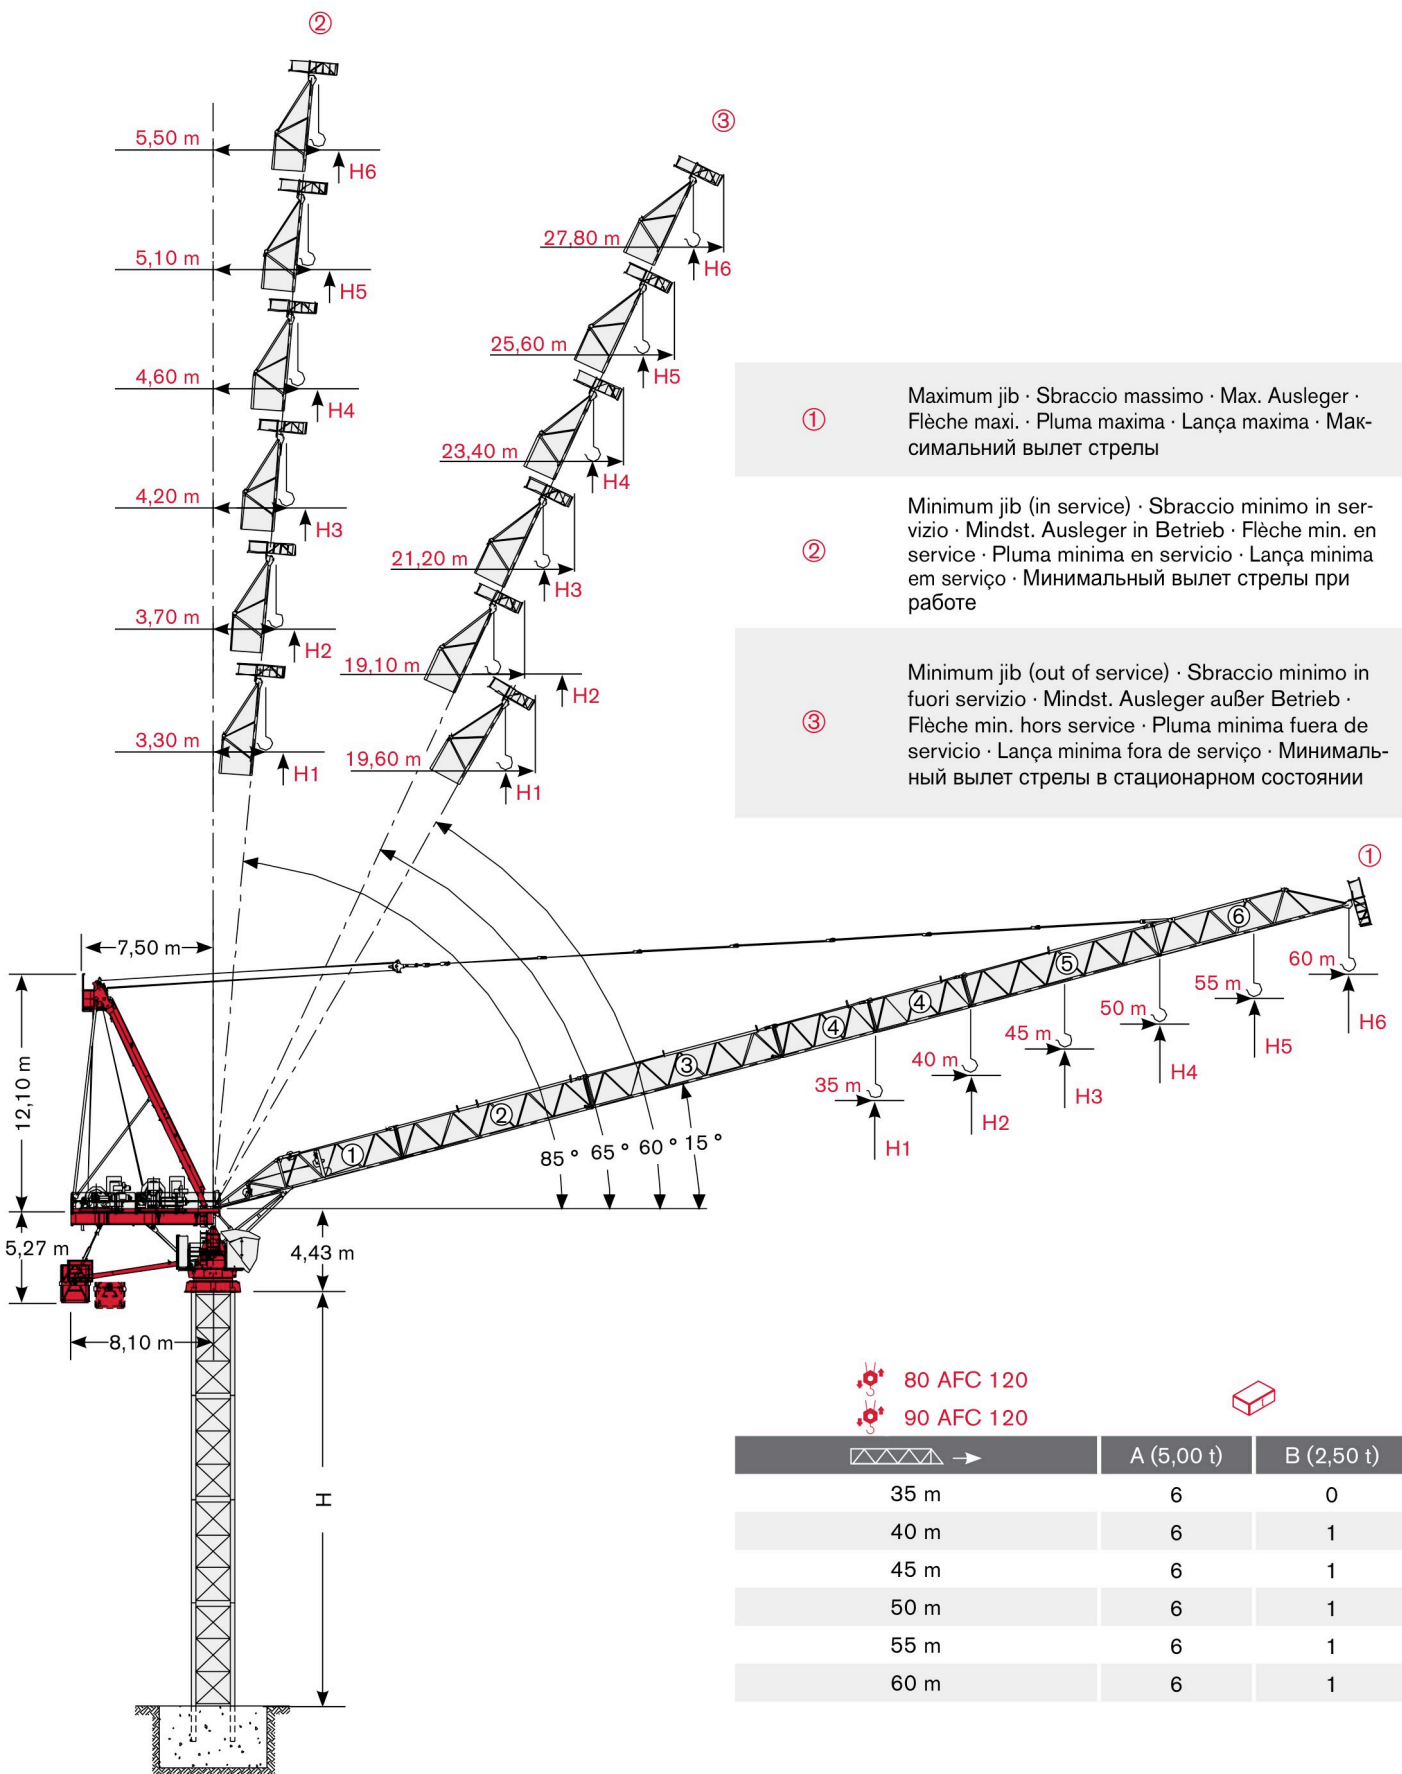 ②
5,50 m
H6
5,10 m
H5
4,60 m
H4
4,20 m
H3
3,70 m
H2
3,30 m
H1
③
27,80 m
H6
25,60 m
H5
23,40 m
H4
21,20 m
H3
19,10 m
H2
19,60 m
H1
① Maximum jib · Sbraccio massimo · Max. Ausleger ·
Flèche maxi. · Pluma maxima · Lança maxima · Мак-
симальний вылет стрелы
② Minimum jib (in service) · Sbraccio minimo in ser-
vizio · Mindst. Ausleger in Betrieb · Flèche min. en
service · Pluma minima en servicio · Lança minima
em serviço · Минимальный вылет стрелы при
работе
③ Minimum jib (out of service) · Sbraccio minimo in
fuori servizio · Mindst. Ausleger außer Betrieb ·
Flèche min. hors service · Pluma minima fuera de
servicio · Lança minima fora de serviço · Минималь-
ный вылет стрелы в стационарном состоянии
①
7,50 m
12,10 m
5,27 m
8,10 m
4,43 m
H
① ② ③ ④ ④ ⑤ ⑥
85 ° 65 ° 60 ° 15 °
35 m
H1
40 m
H2
45 m
H3
50 m
H4
55 m
H5
60 m
H6
80 AFC 120
90 AFC 120
A (5,00 t) B (2,50 t)
35 m 6 0
40 m 6 1
45 m 6 1
50 m 6 1
55 m 6 1
60 m 6 1